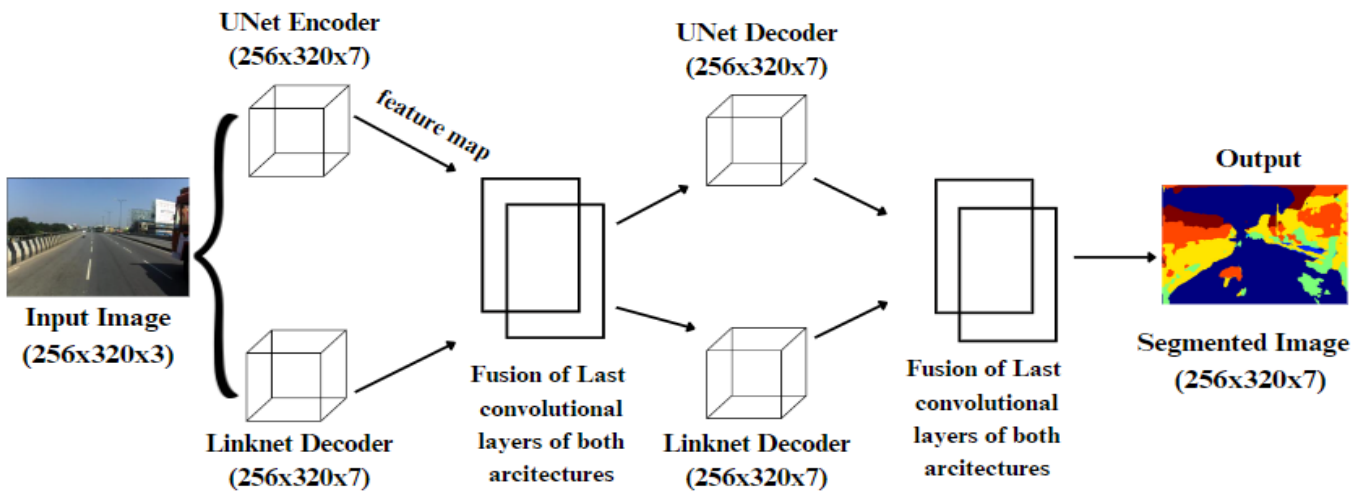 UNet Encoder
(256x320x7)
feature map
UNet Decoder
(256x320x7)
Output
Input Image
(256x320x3)
Linknet Decoder
(256x320x7)
Fusion of Last
convolutional
layers of both
arcitectures
Linknet Decoder
(256x320x7)
Fusion of Last
convolutional
layers of both
arcitectures
Segmented Image
(256x320x7)